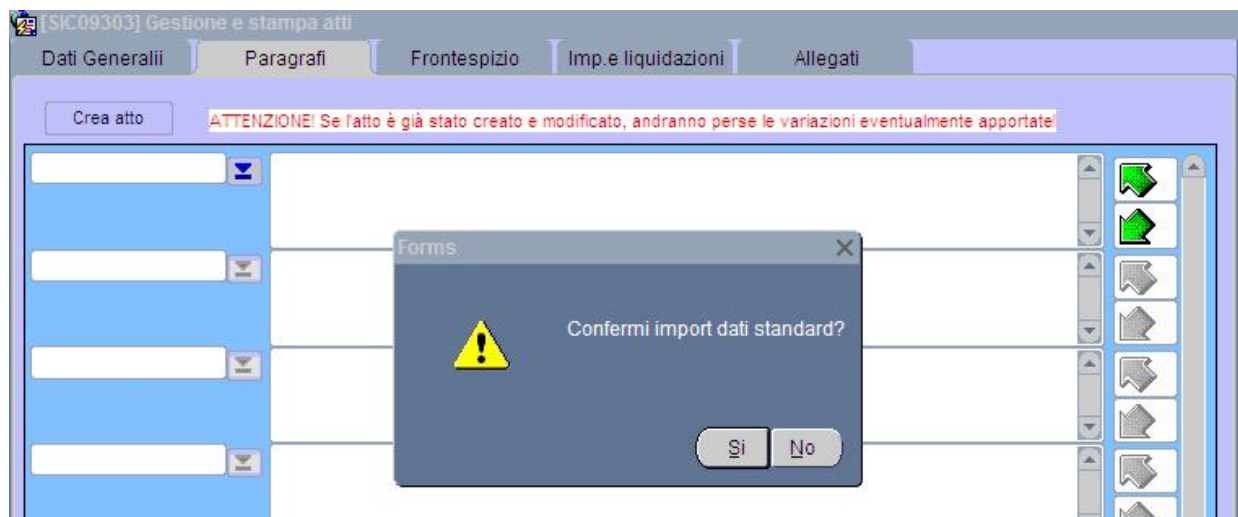 [SIC09303] Gestione e stampa atti
Dati Generalii Paragrafi Frontespizio Imp.e liquidazioni Allegati
Crea atto ATTENZIONE! Se l'atto è già stato creato e modificato, andranno perse le variazioni eventualmente apportate!
Forms
Confermi import dati standard?
Si No